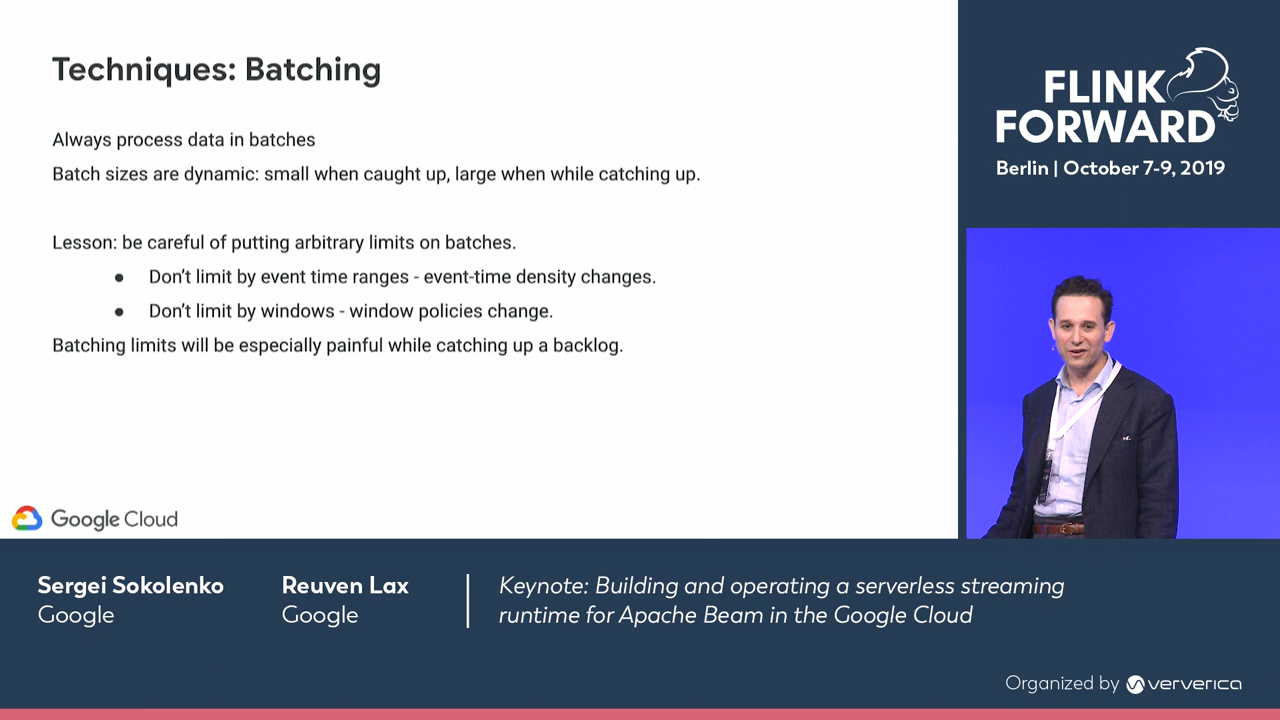 Techniques: Batching
Always process data in batches
Batch sizes are dynamic: small when caught up, large when while catching up.
Lesson: be careful of putting arbitrary limits on batches.
● Don’t limit by event time ranges - event-time density changes.
● Don’t limit by windows - window policies change.
Batching limits will be especially painful while catching up a backlog.
Google Cloud
FLINK
FORWARD
Berlin | October 7-9, 2019
Sergei Sokolenko
Google
Reuven Lax
Google
Keynote: Building and operating a serverless streaming
runtime for Apache Beam in the Google Cloud
Organized by ververica